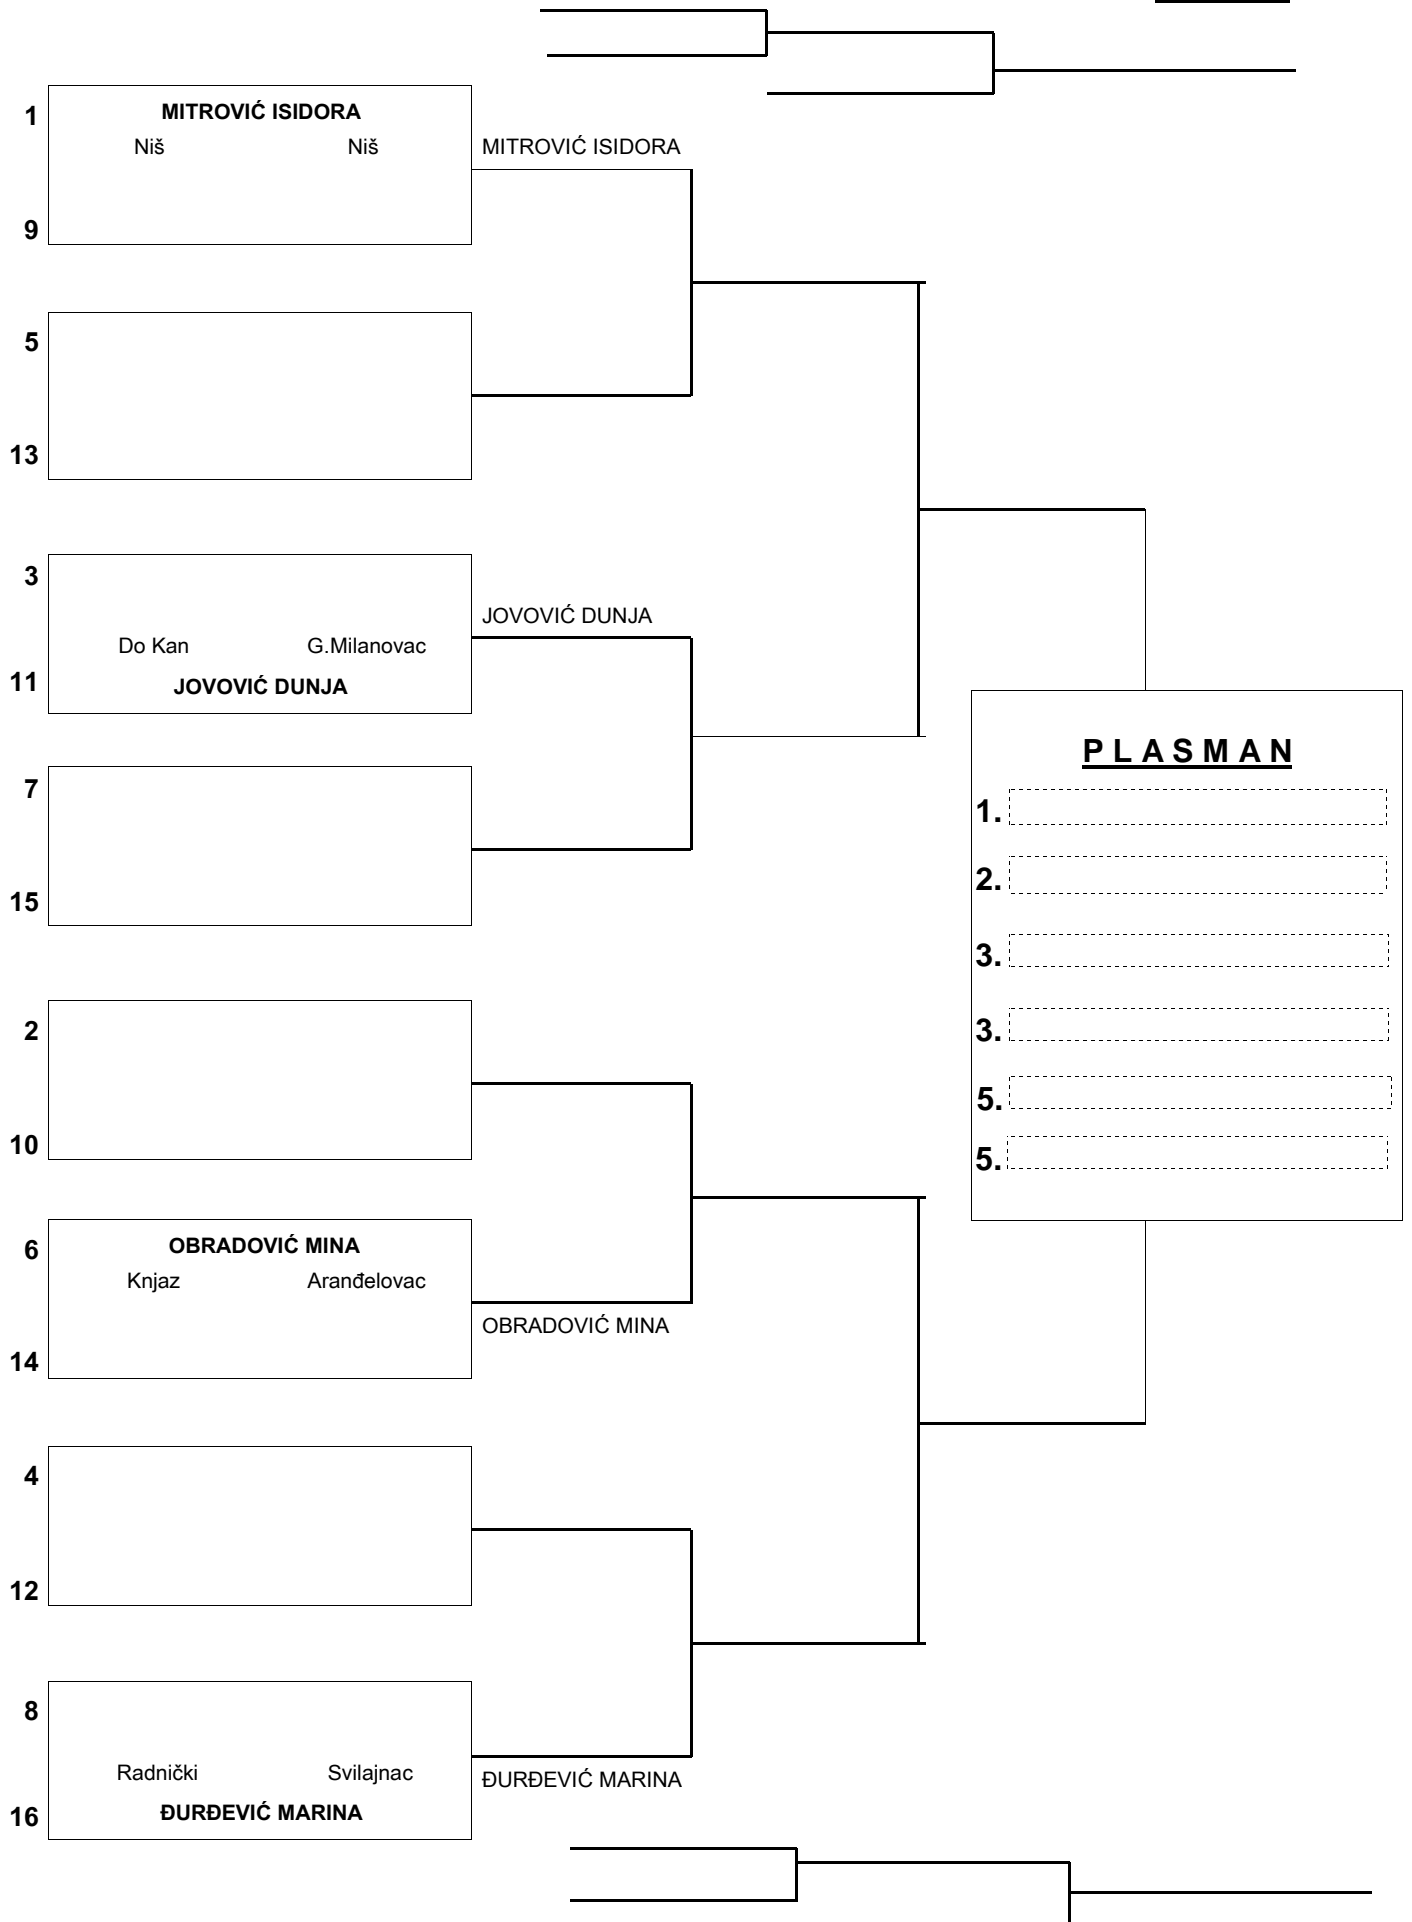 1
MITROVIĆ ISIDORA
Niš Niš
MITROVIĆ ISIDORA
9
5
13
3
JOVOVIĆ DUNJA
Do Kan G.Milanovac
11
JOVOVIĆ DUNJA
7
15
PLASMAN
1.
2.
3.
3.
5.
5.
2
10
6
OBRADOVIĆ MINA
Knjaz Aranđelovac
OBRADOVIĆ MINA
14
4
12
8
Radnički Svilajnac
ĐURĐEVIĆ MARINA
16
ĐURĐEVIĆ MARINA